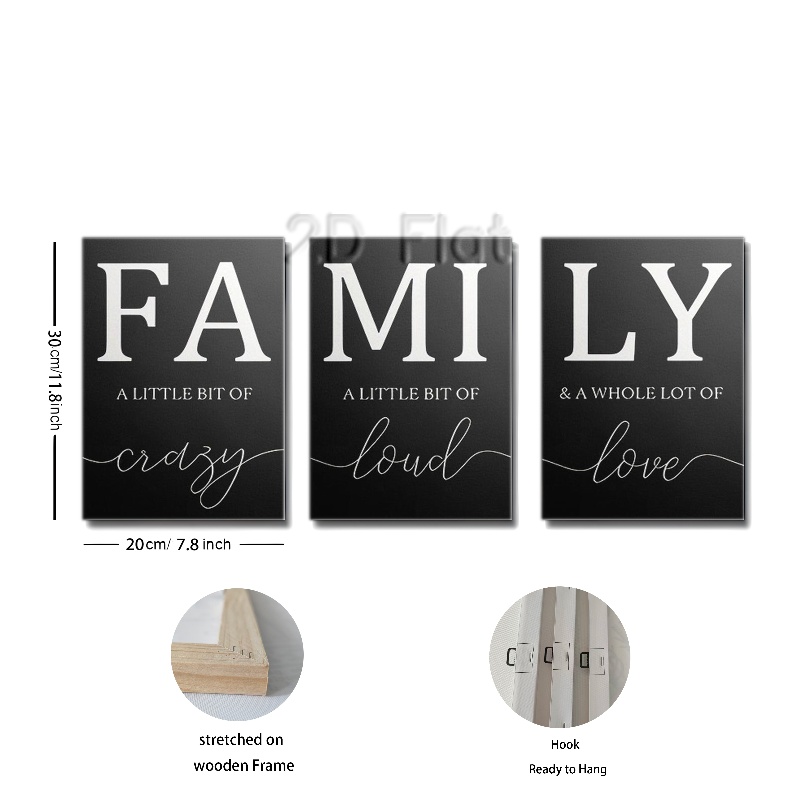 2D Flat
FA
A LITTLE BIT OF
crazy
MI
A LITTLE BIT OF
loud
LY
& A WHOLE LOT OF
love
30cm/11.8inch
20cm/ 7.8 inch
stretched on
wooden Frame
Hook
Ready to Hang